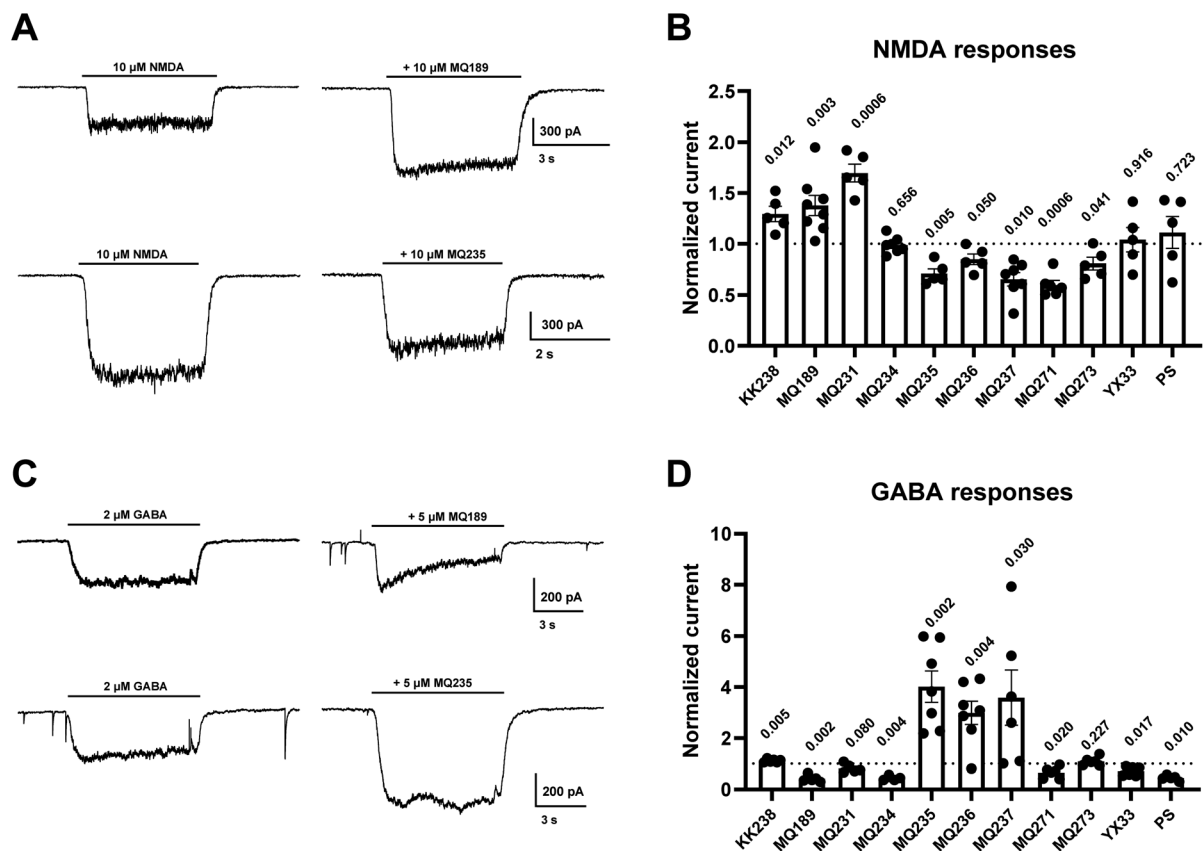 A
10 µM NMDA
+ 10 µM MQ189
300 pA
3 s
10 µM NMDA
+ 10 µM MQ235
300 pA
2 s
B
NMDA responses
Normalized current
2.5
2.0
1.5
1.0
0.5
0.0
0.012
0.003
0.0006
0.656
0.005
0.050
0.010
0.0006
0.041
0.916
0.723
KK238
MQ189
MQ231
MQ234
MQ235
MQ236
MQ237
MQ271
MQ273
YX33
PS
C
2 µM GABA
+ 5 µM MQ189
200 pA
3 s
2 µM GABA
+ 5 µM MQ235
200 pA
3 s
D
GABA responses
Normalized current
10
8
6
4
2
0
0.005
0.002
0.080
0.004
0.002
0.004
0.030
0.020
0.227
0.017
0.010
KK238
MQ189
MQ231
MQ234
MQ235
MQ236
MQ237
MQ271
MQ273
YX33
PS